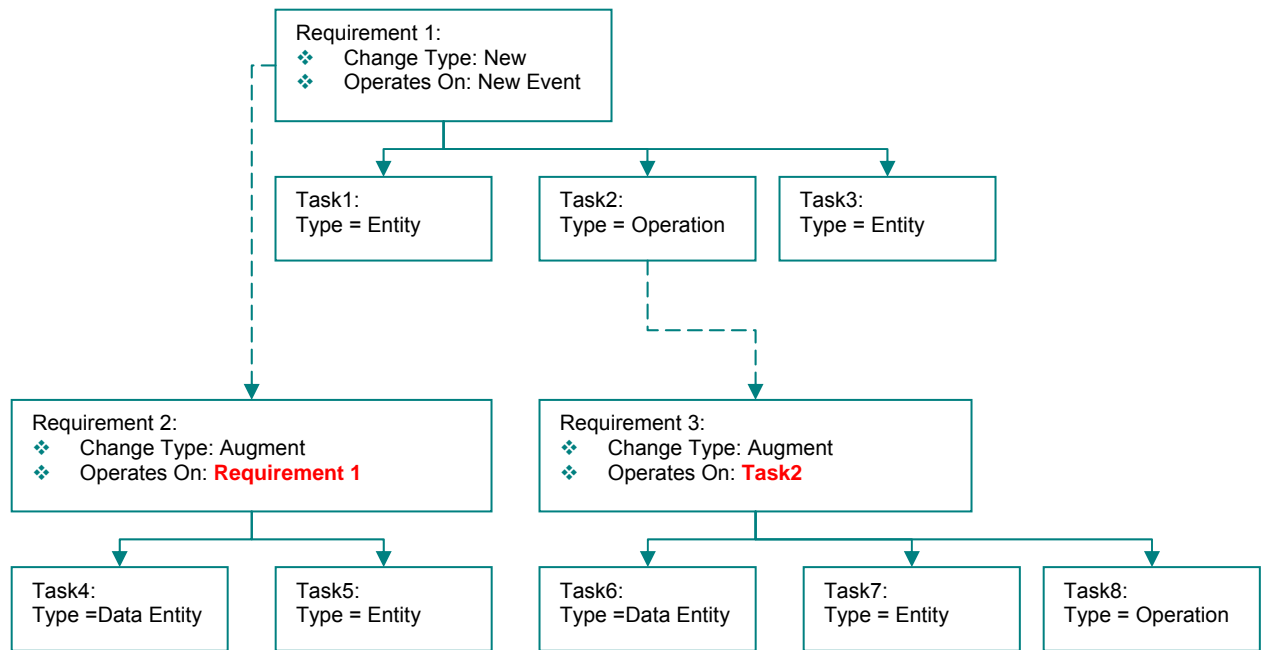 Requirement 1:
❖ Change Type: New
❖ Operates On: New Event
Task1:
Type = Entity
Task2:
Type = Operation
Task3:
Type = Entity
Requirement 2:
❖ Change Type: Augment
❖ Operates On: Requirement 1
Requirement 3:
❖ Change Type: Augment
❖ Operates On: Task2
Task4:
Type =Data Entity
Task5:
Type = Entity
Task6:
Type =Data Entity
Task7:
Type = Entity
Task8:
Type = Operation